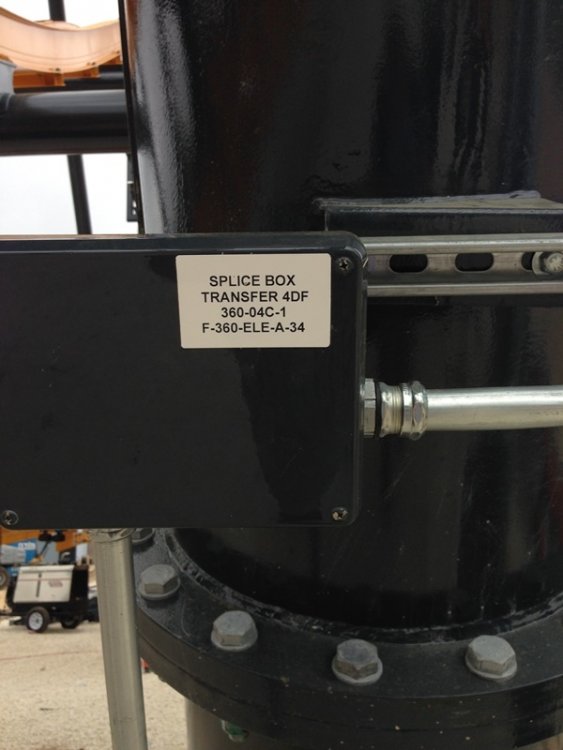 SPLICE BOX
TRANSFER 4DF
360-04C-1
F-360-ELE-A-34